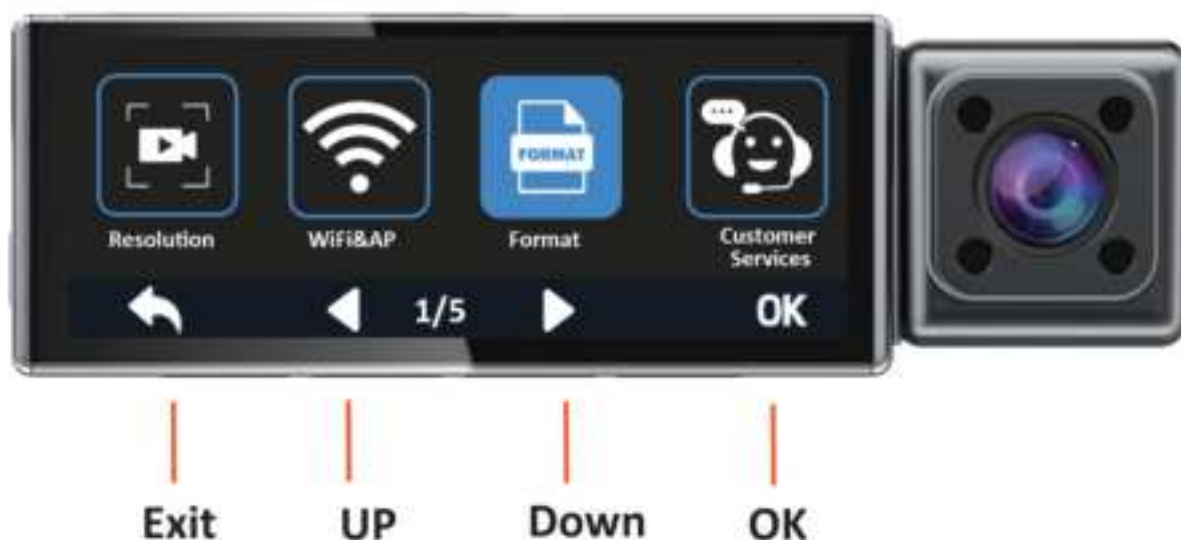 FORMAT
Resolution
WiFi&AP
Format
Customer
Services
1/5
OK
Exit
UP
Down
OK